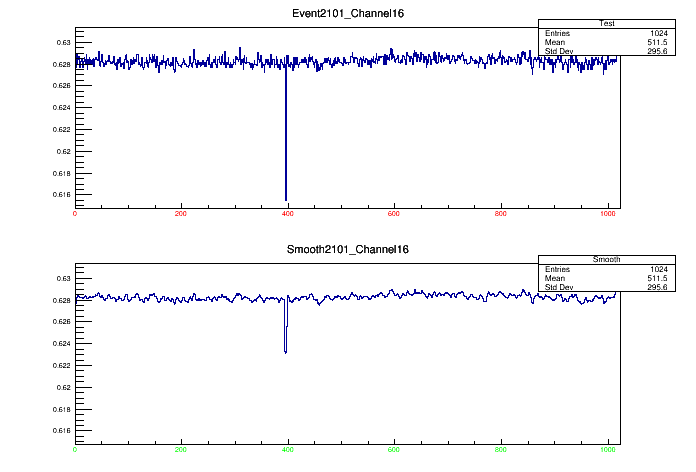 Event2101_Channel16
Test
Entries 1024
Mean 511.5
Std Dev 295.6
0.63
0.628
0.626
0.624
0.622
0.62
0.618
0.616
0 200 400 600 800 1000
Smooth2101_Channel16
Smooth
Entries 1024
Mean 511.5
Std Dev 295.6
0.63
0.628
0.626
0.624
0.62
0.62
0.618
0.616
0 200 400 600 800 1000